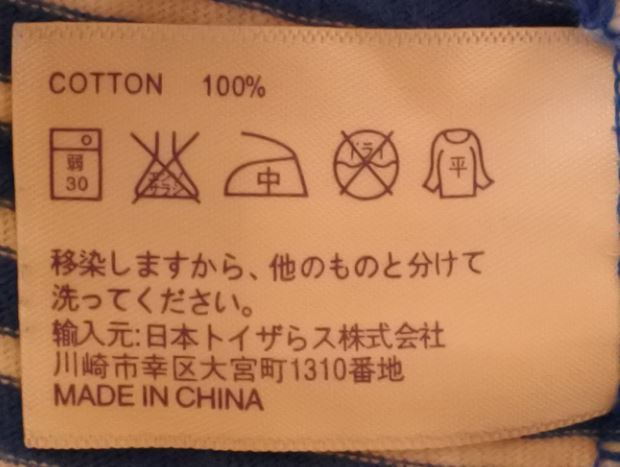 COTTON 100%
弱
30
エンソ
サラシ
中
ドライ
平
移染しますから、他のものと分けて
洗ってください。
輸入元:日本トイザらス株式会社
川崎市幸区大宮町1310番地
MADE IN CHINA